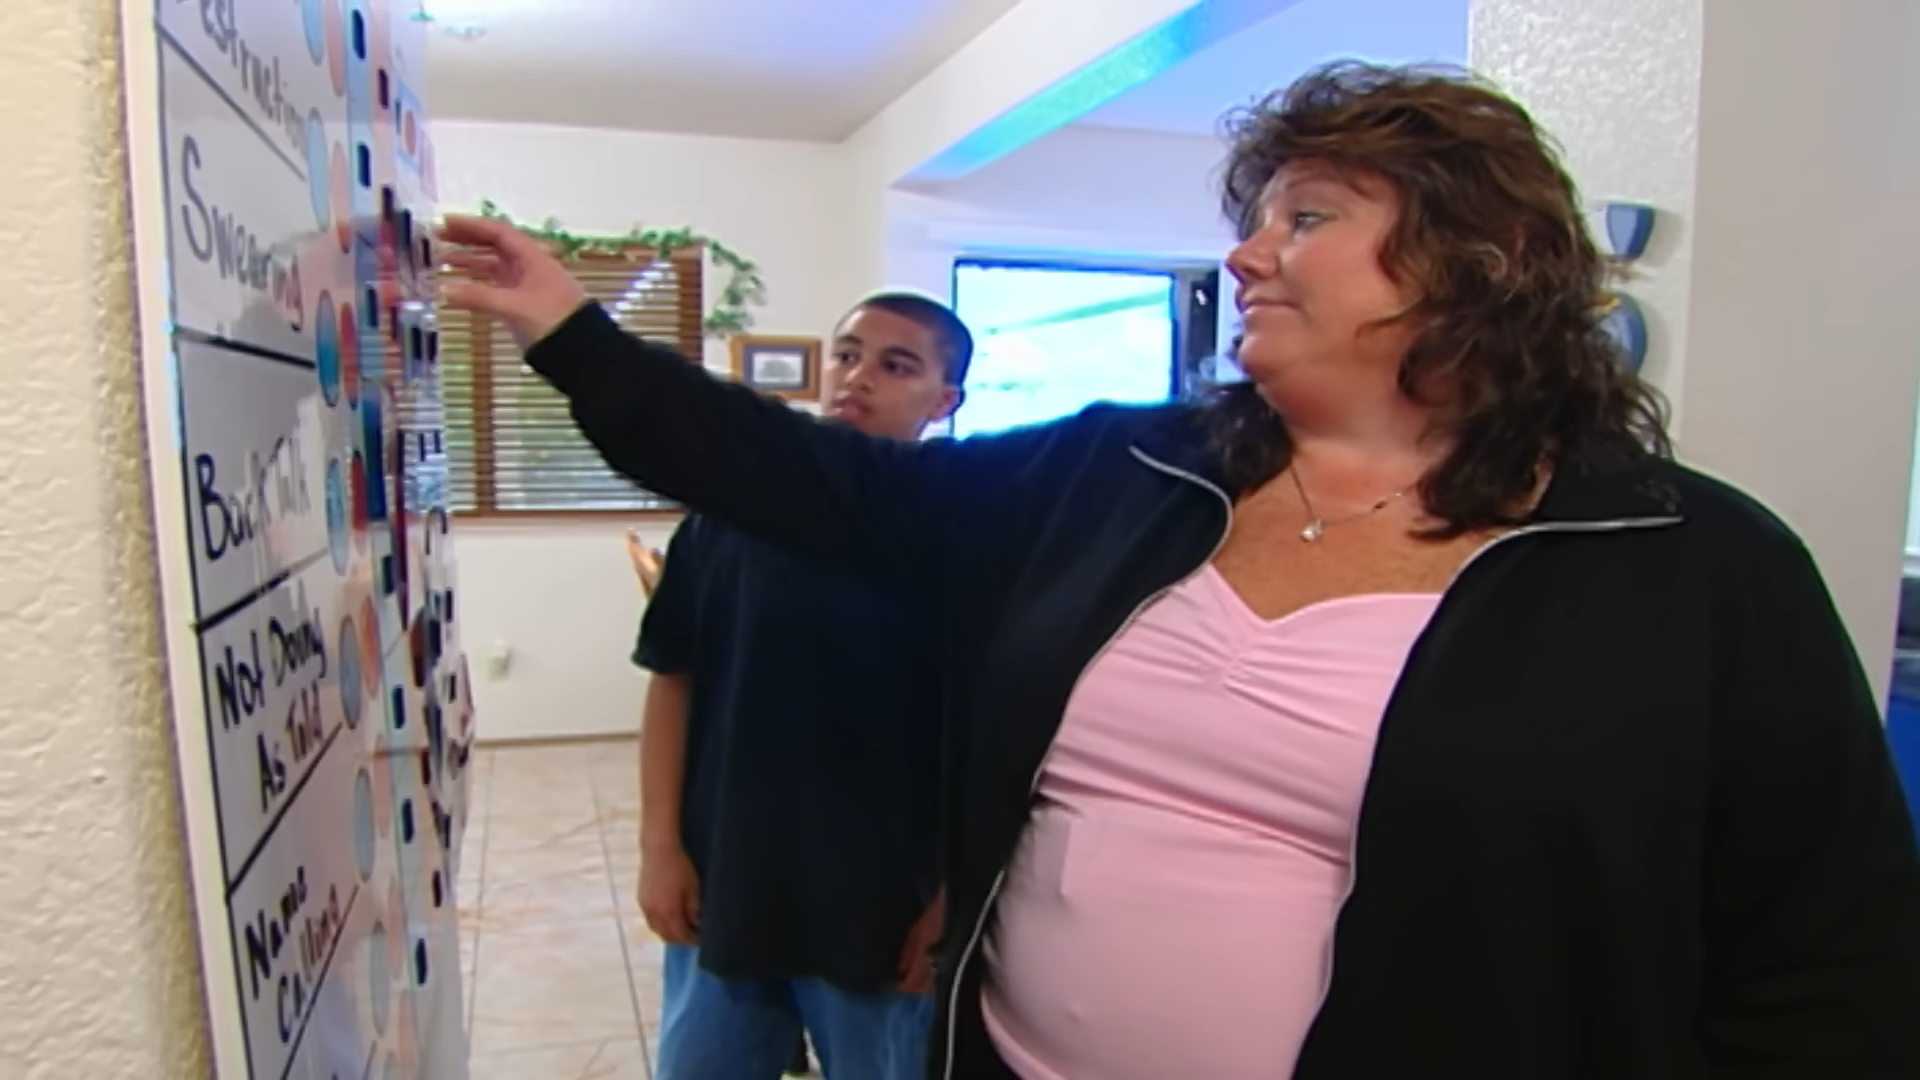 Destruction
Swearing
Back Talk
Not Doing
As Told
Name
Calling